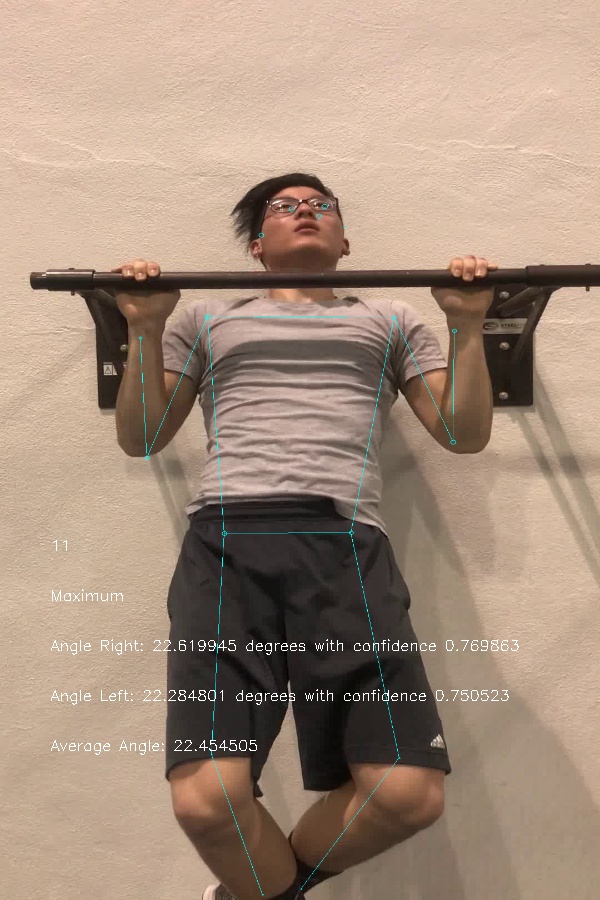 11
Maximum
Angle Right: 22.619945 degrees with confidence 0.769863
Angle Left: 22.284801 degrees with confidence 0.750523
Average Angle: 22.454505